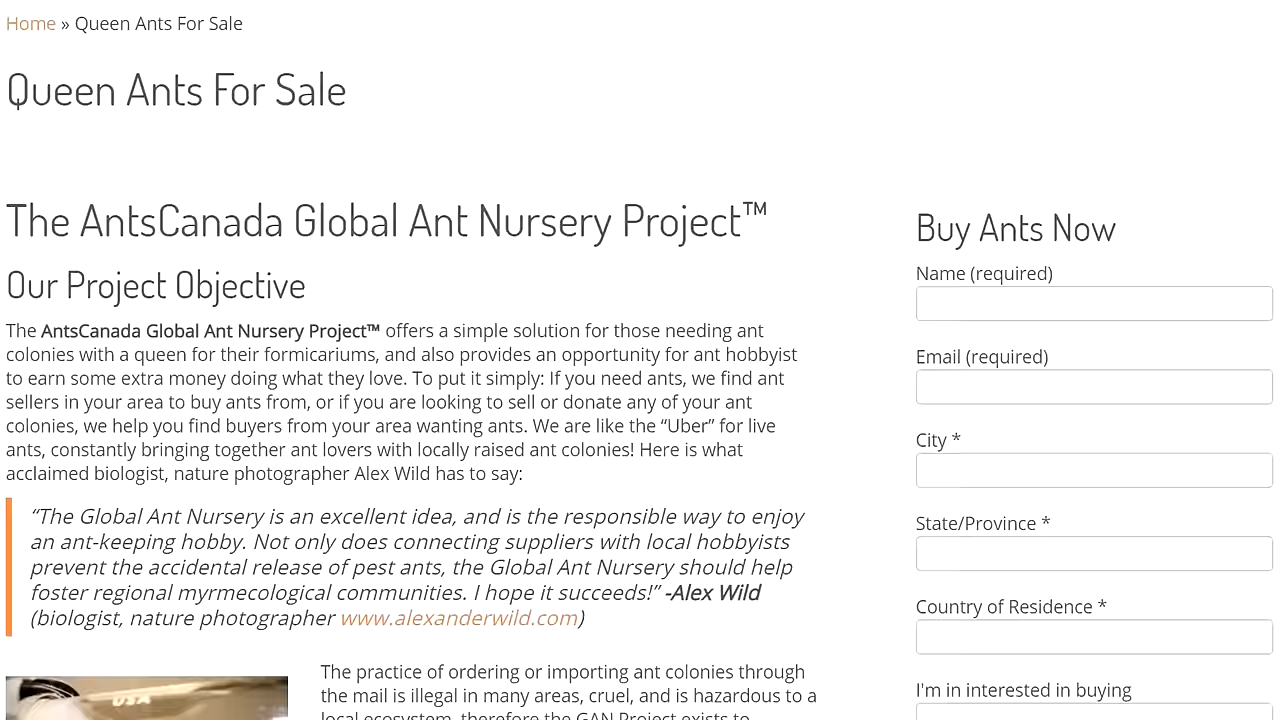 Home » Queen Ants For Sale
Queen Ants For Sale
The AntsCanada Global Ant Nursery Project™
Our Project Objective
The AntsCanada Global Ant Nursery Project™ offers a simple solution for those needing ant
colonies with a queen for their formicariums, and also provides an opportunity for ant hobbyist
to earn some extra money doing what they love. To put it simply: If you need ants, we find ant
sellers in your area to buy ants from, or if you are looking to sell or donate any of your ant
colonies, we help you find buyers from your area wanting ants. We are like the “Uber” for live
ants, constantly bringing together ant lovers with locally raised ant colonies! Here is what
acclaimed biologist, nature photographer Alex Wild has to say:
“The Global Ant Nursery is an excellent idea, and is the responsible way to enjoy
an ant-keeping hobby. Not only does connecting suppliers with local hobbyists
prevent the accidental release of pest ants, the Global Ant Nursery should help
foster regional myrmecological communities. I hope it succeeds!” -Alex Wild
(biologist, nature photographer www.alexanderwild.com)
USA
The practice of ordering or importing ant colonies through
the mail is illegal in many areas, cruel, and is hazardous to a
local ecosystem, therefore the GAN Project exists to
Buy Ants Now
Name (required)
Email (required)
City *
State/Province *
Country of Residence *
I'm in interested in buying